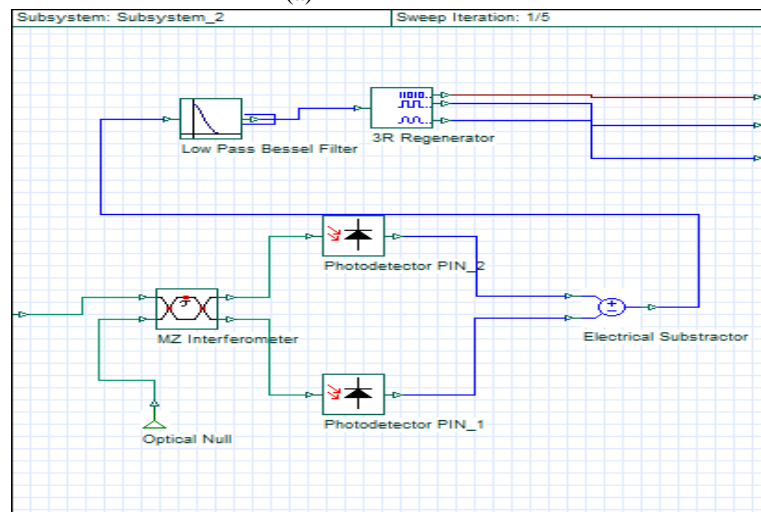 Subsystem: Subsystem_2
Sweep Iteration: 1/5
11010..
Low Pass Bessel Filter
3R Regenerator
Photodetector PIN_2
MZ Interferometer
Electrical Substractor
Photodetector PIN_1
Optical Null